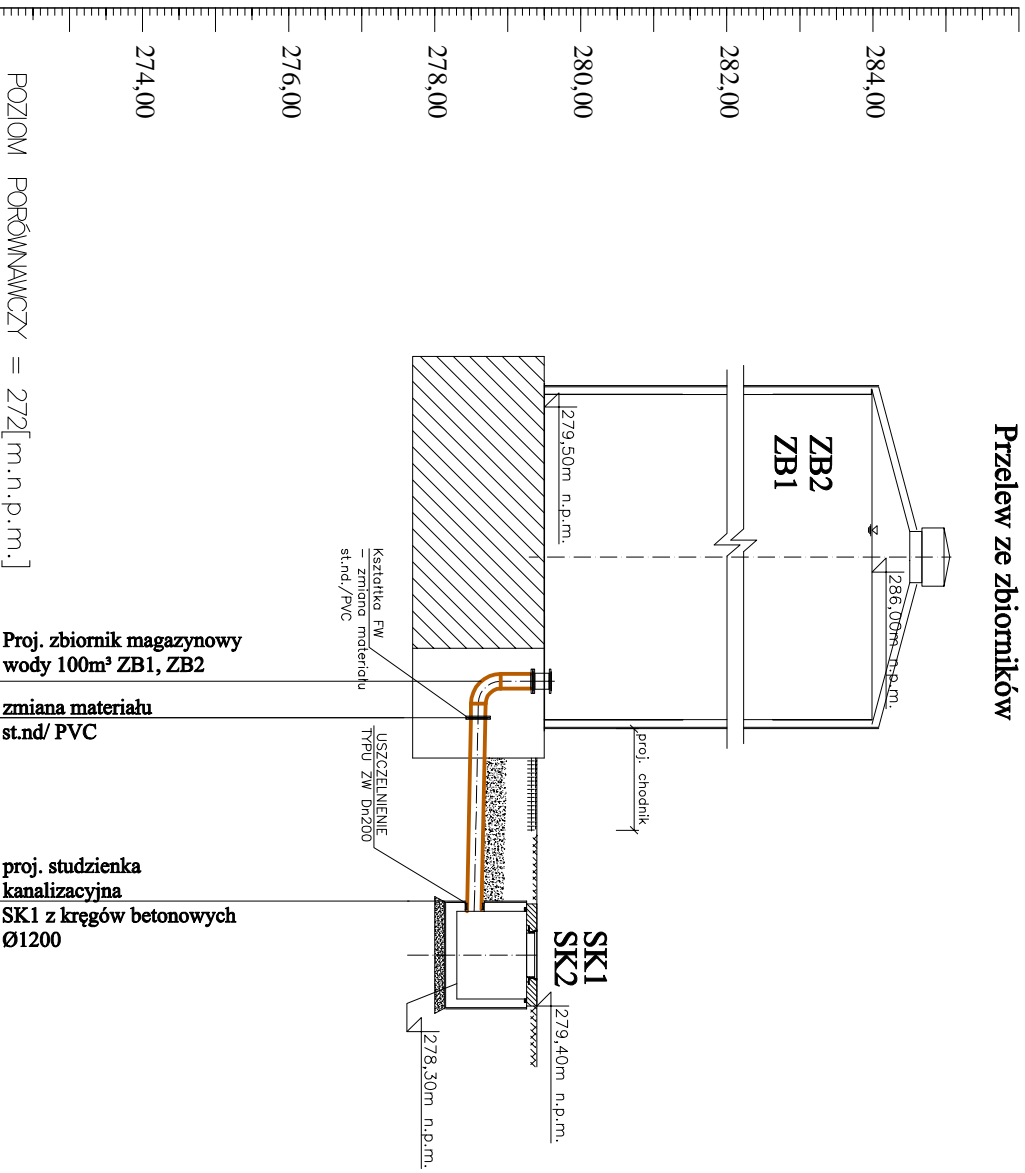 Przelew ze zbiorników
284,00
282,00
280,00
278,00
276,00
274,00
POZIOM PORÓWNAWCZY = 272[m.n.p.m.]
286,00m n.p.m.
ZB2
ZB1
279,50m n.p.m.
proj. chodnik
SK1
SK2
279,40m n.p.m.
278,30m n.p.m.
Kształtka FW
- zmiana materiału
st.nd./PVC
USZCZELNIENIE
TYPU ZW Dn200
Proj. zbiornik magazynowy
wody 100m³ ZB1, ZB2
zmiana materiału
st.nd/ PVC
proj. studzienka
kanalizacyjna
SK1 z kręgów betonowych
Ø1200